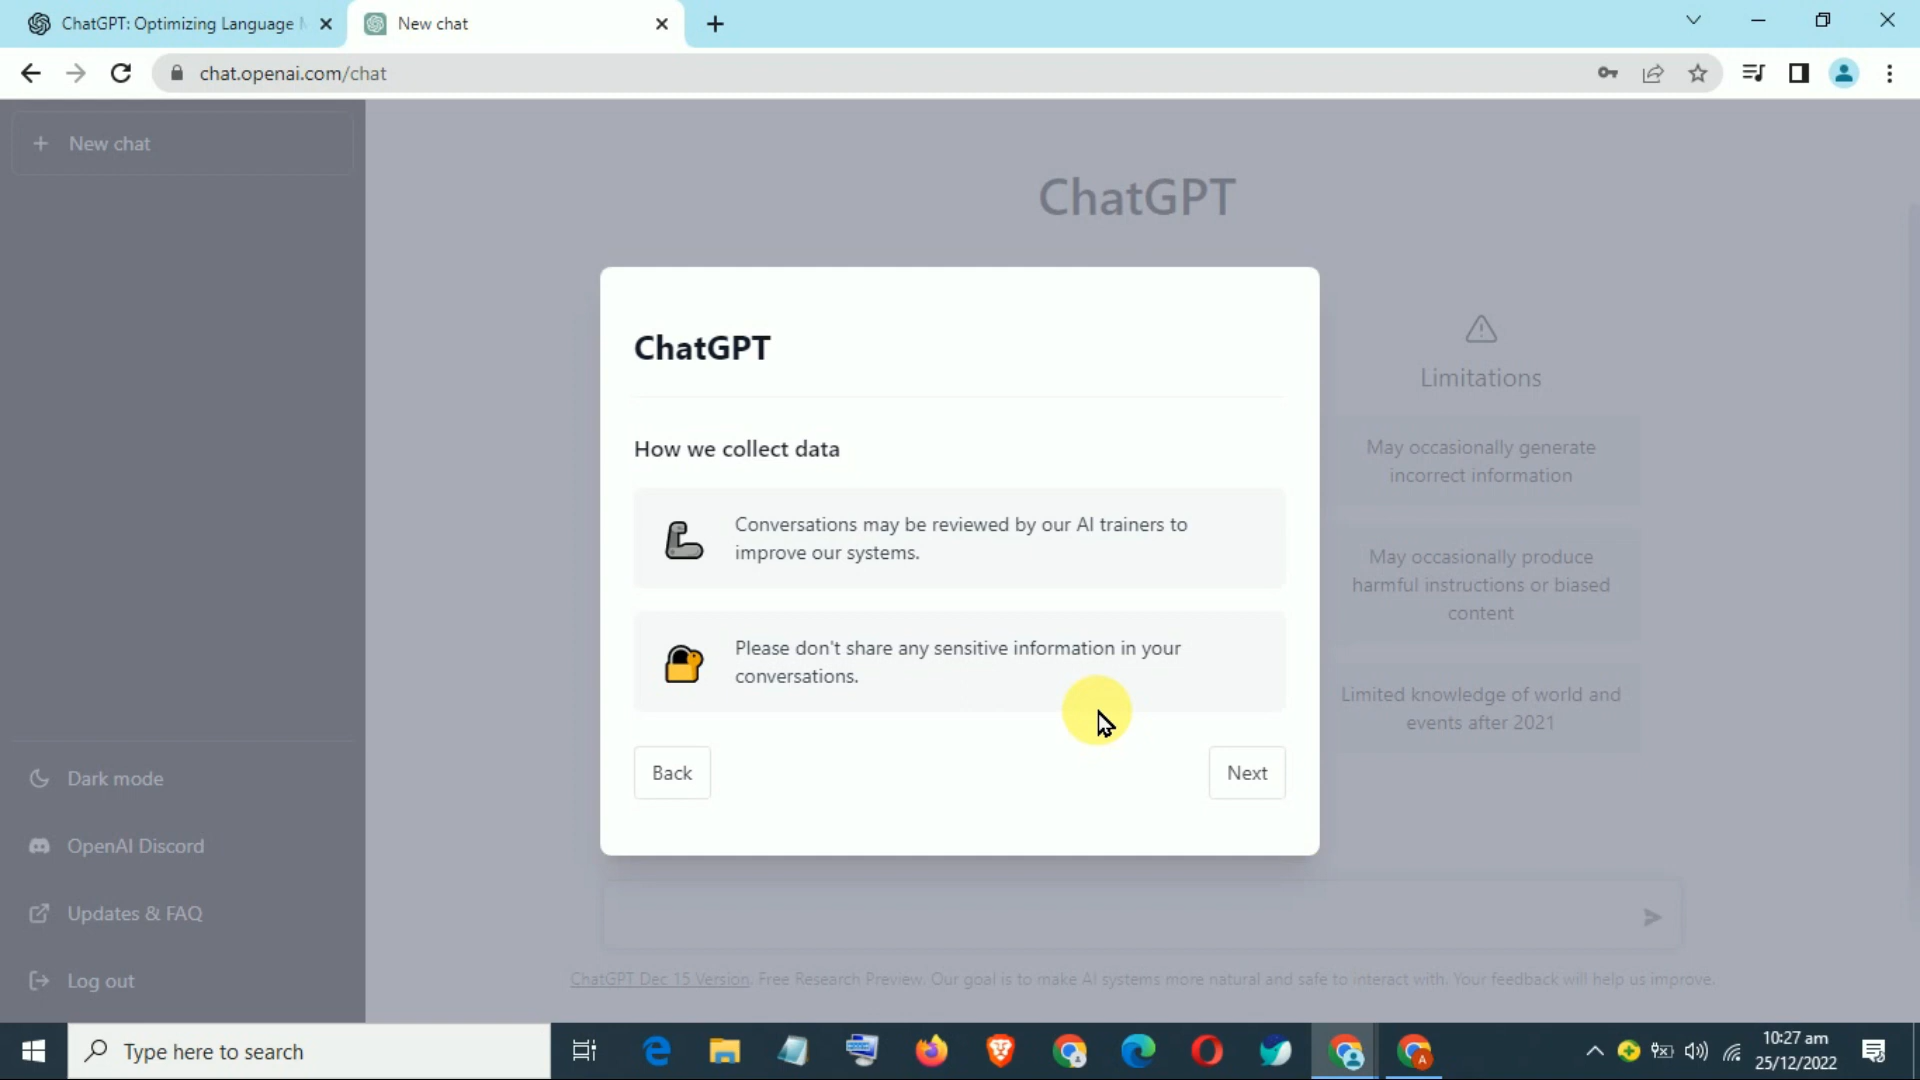 ChatGPT: Optimizing Language
New chat
chat.openai.com/chat
New chat
ChatGPT
Limitations
May occasionally generate
incorrect information
May occasionally produce
harmful instructions or biased
content
Limited knowledge of world and
events after 2021
ChatGPT
How we collect data
Conversations may be reviewed by our AI trainers to
improve our systems.
Please don't share any sensitive information in your
conversations.
Back
Next
Dark mode
OpenAI Discord
Updates & FAQ
Log out
ChatGPT Dec 15 Version. Free Research Preview. Our goal is to make AI systems more natural and safe to interact with. Your feedback will help us improve.
Type here to search
10:27 am
25/12/2022